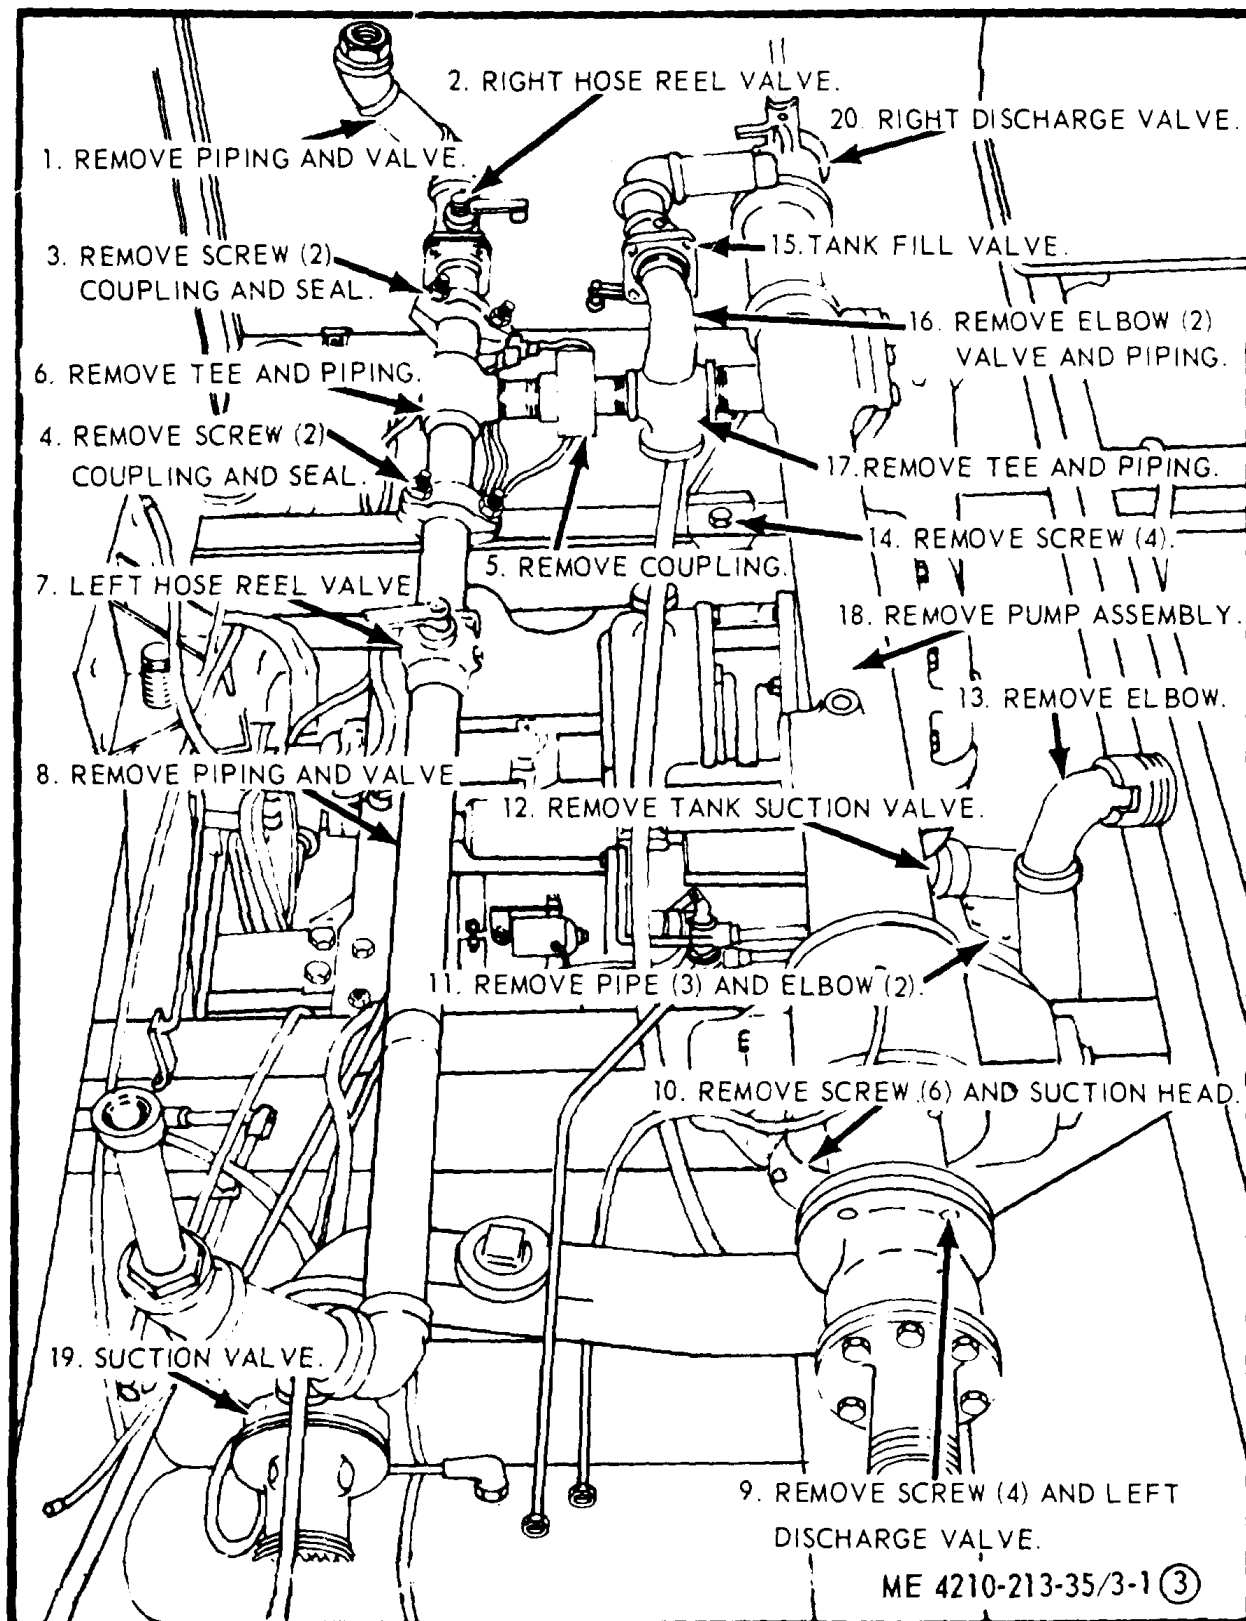 2. RIGHT HOSE REEL VALVE.
20. RIGHT DISCHARGE VALVE.
1. REMOVE PIPING AND VALVE.
3. REMOVE SCREW (2)
COUPLING AND SEAL.
15. TANK FILL VALVE.
16. REMOVE ELBOW (2)
VALVE AND PIPING.
6. REMOVE TEE AND PIPING.
4. REMOVE SCREW (2)
COUPLING AND SEAL.
17. REMOVE TEE AND PIPING.
14. REMOVE SCREW (4).
5. REMOVE COUPLING.
7. LEFT HOSE REEL VALVE
18. REMOVE PUMP ASSEMBLY.
13. REMOVE ELBOW.
8. REMOVE PIPING AND VALVE
12. REMOVE TANK SUCTION VALVE.
11. REMOVE PIPE (3) AND ELBOW (2).
10. REMOVE SCREW (6) AND SUCTION HEAD.
19. SUCTION VALVE.
9. REMOVE SCREW (4) AND LEFT
DISCHARGE VALVE.
ME 4210-213-35/3-1 ③